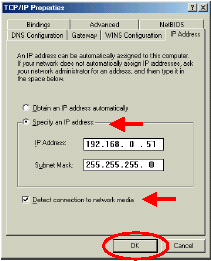 TCP/IP Properties
Bindings Advanced NetBIOS
DNS Configuration Gateway WINS Configuration IP Address
An IP address can be automatically assigned to this computer.
If your network does not automatically assign IP addresses, ask
your network administrator for an address, and then type it in
the space below.
Obtain an IP address automatically
Specify an IP address:
IP Address: 192.168. 0 .51
Subnet Mask: 255.255.255. 0
Detect connection to network media
OK Cancel